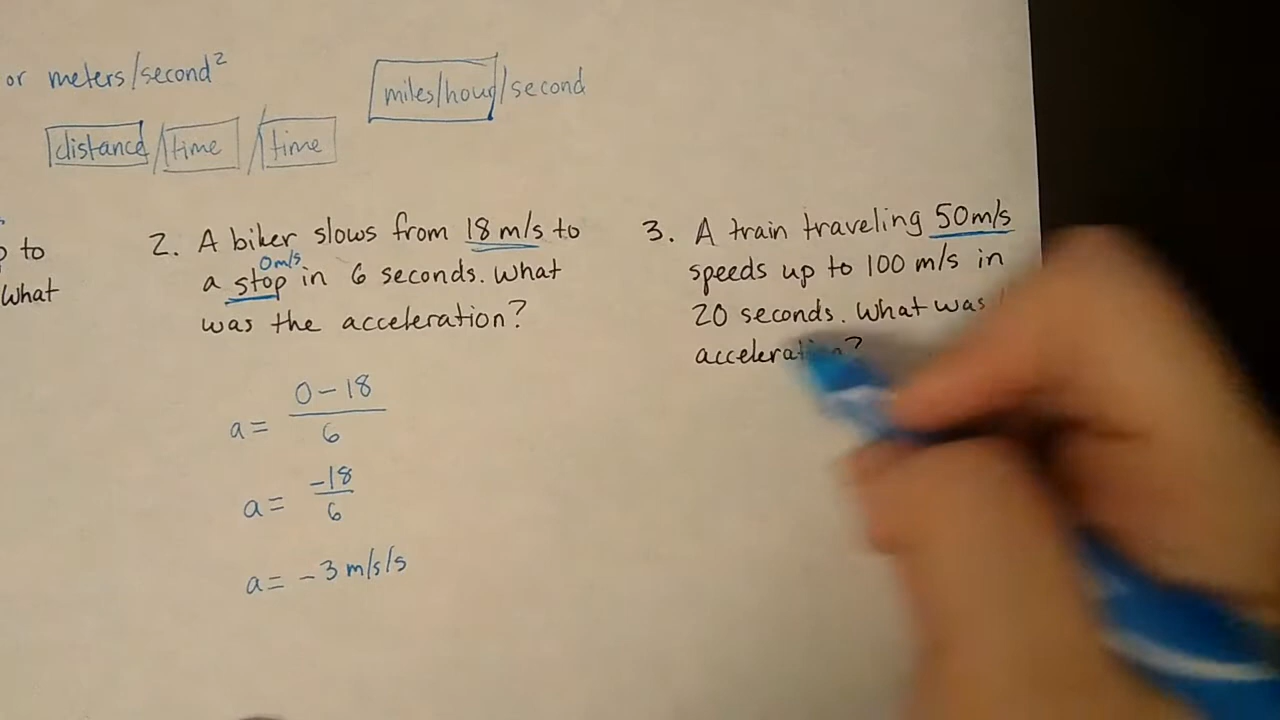 or meters/second²
miles/hour/second
distance/time/time
to
What
2. A biker slows from 18 m/s to
0m/s
a stop in 6 seconds. What
was the acceleration?
a = 0 - 18
6
a = -18
6
a = -3 m/s/s
3. A train traveling 50m/s
speeds up to 100 m/s in
20 seconds. What was
acceleration?